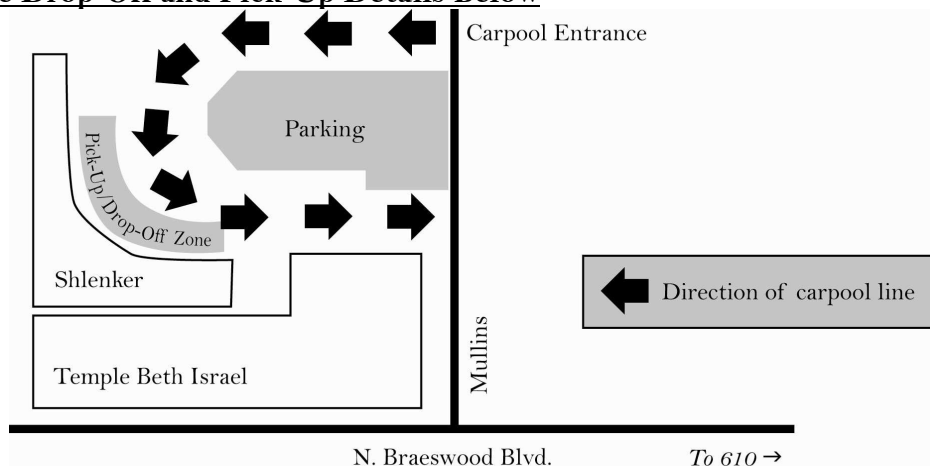 Drop-Off and Pick-Up Details Below
Carpool Entrance
Parking
Pick-Up/Drop-Off Zone
Shlenker
Direction of carpool line
Mullins
Temple Beth Israel
N. Braeswood Blvd.
To 610 →